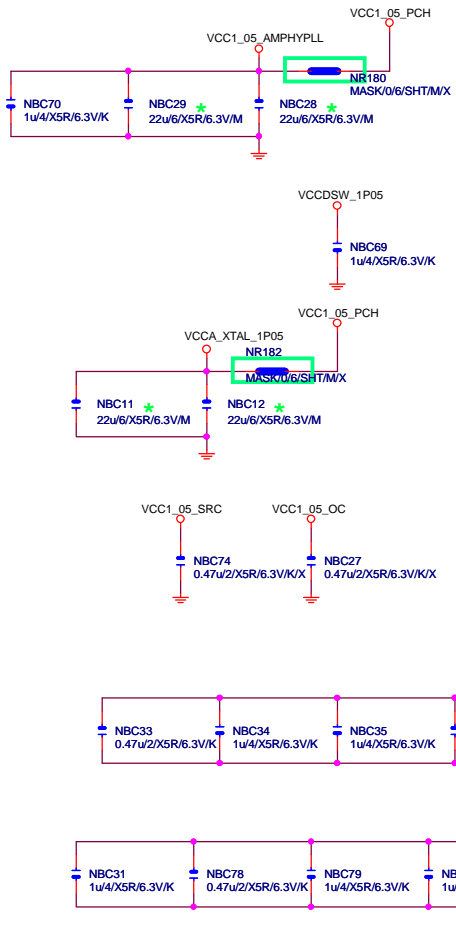 VCC1_05_PCH
VCC1_05_AMPHYPLL
NR180
MASK/0/6/SHT/M/X
NBC70
1u/4/X5R/6.3V/K
NBC29 *
22u/6/X5R/6.3V/M
NBC28 *
22u/6/X5R/6.3V/M
VCCDSW_1P05
NBC69
1u/4/X5R/6.3V/K
VCC1_05_PCH
VCCA_XTAL_1P05
NR182
MASK/0/6/SHT/M/X
NBC11 *
22u/6/X5R/6.3V/M
NBC12 *
22u/6/X5R/6.3V/M
VCC1_05_SRC
VCC1_05_OC
NBC74
0.47u/2/X5R/6.3V/K/X
NBC27
0.47u/2/X5R/6.3V/K/X
NBC33
0.47u/2/X5R/6.3V/K
NBC34
1u/4/X5R/6.3V/K
NBC35
1u/4/X5R/6.3V/K
NBC31
1u/4/X5R/6.3V/K
NBC78
0.47u/2/X5R/6.3V/K
NBC79
1u/4/X5R/6.3V/K